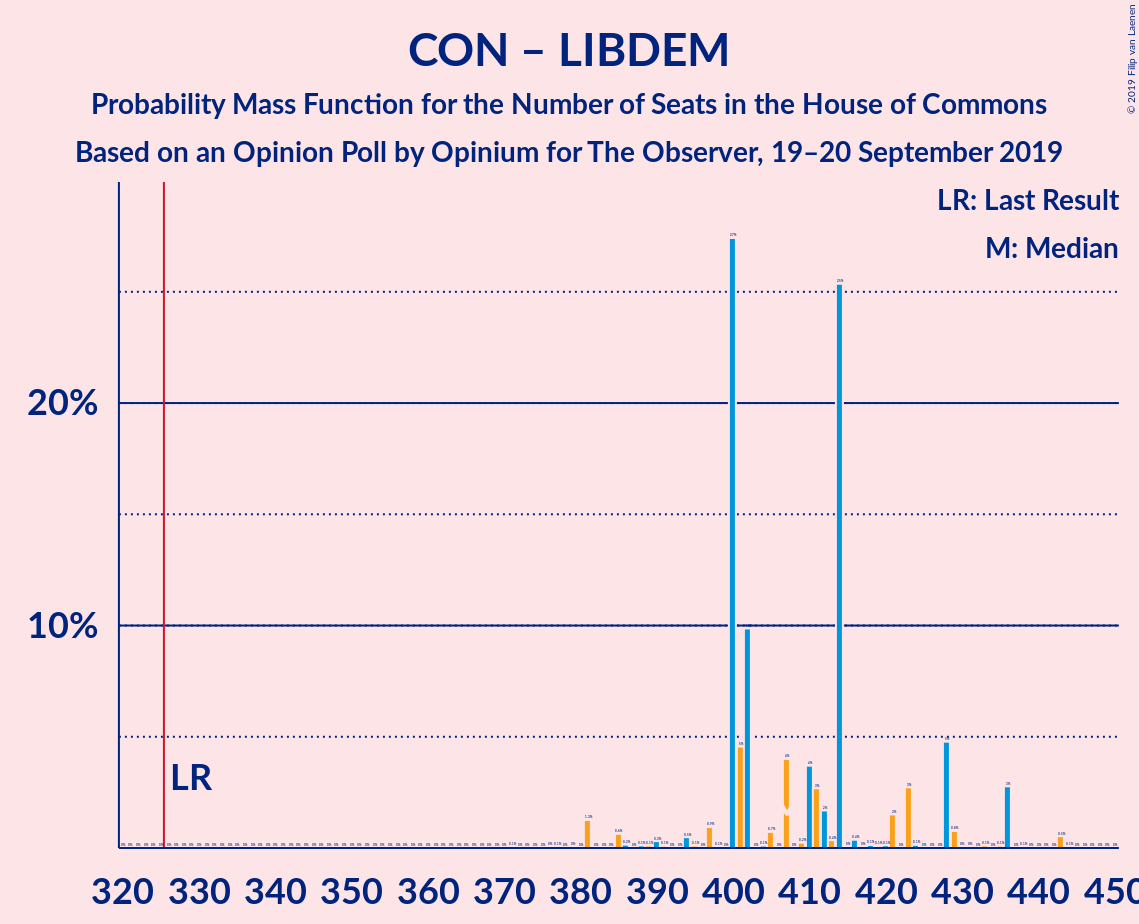 CON – LIBDEM
Probability Mass Function for the Number of Seats in the House of Commons
Based on an Opinion Poll by Opinium for The Observer, 19–20 September 2019
© 2019 Filip van Laenen
LR: Last Result
M: Median
20%
10%
LR
320 330 340 350 360 370 380 390 400 410 420 430 440 450